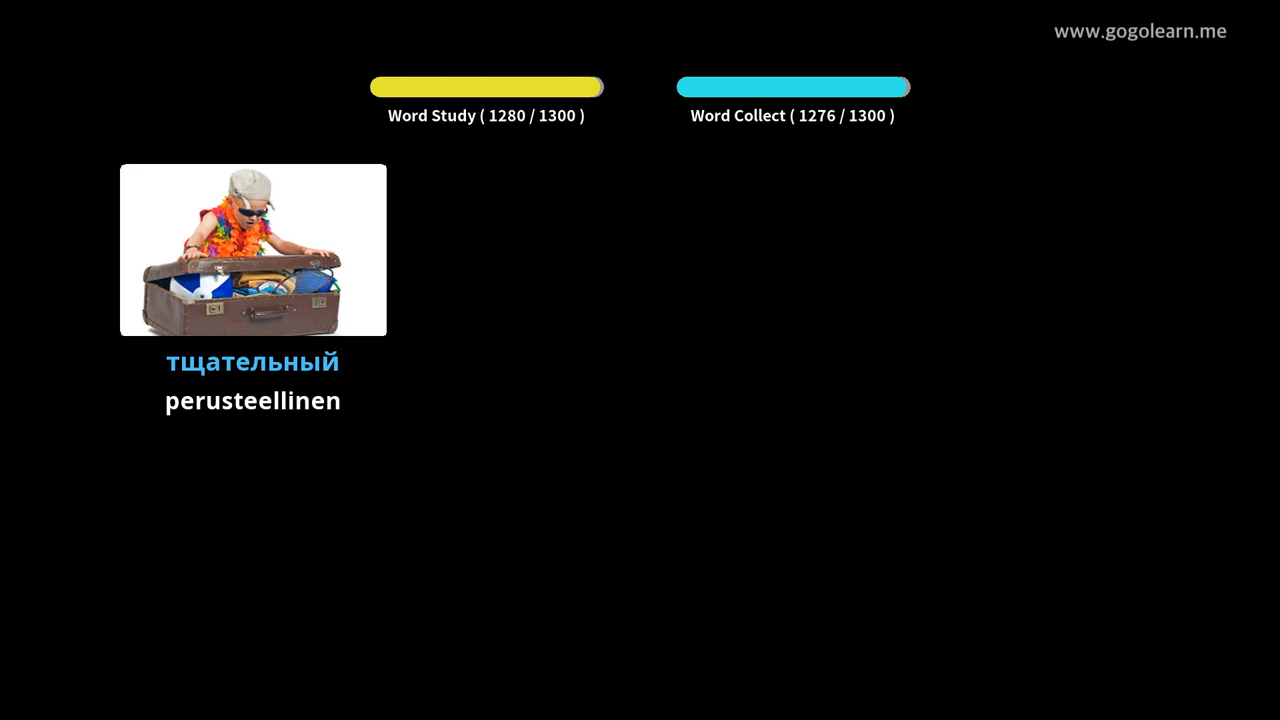 www.gogolearn.me
Word Study ( 1280 / 1300 )
Word Collect ( 1276 / 1300 )
тщательный
perusteellinen